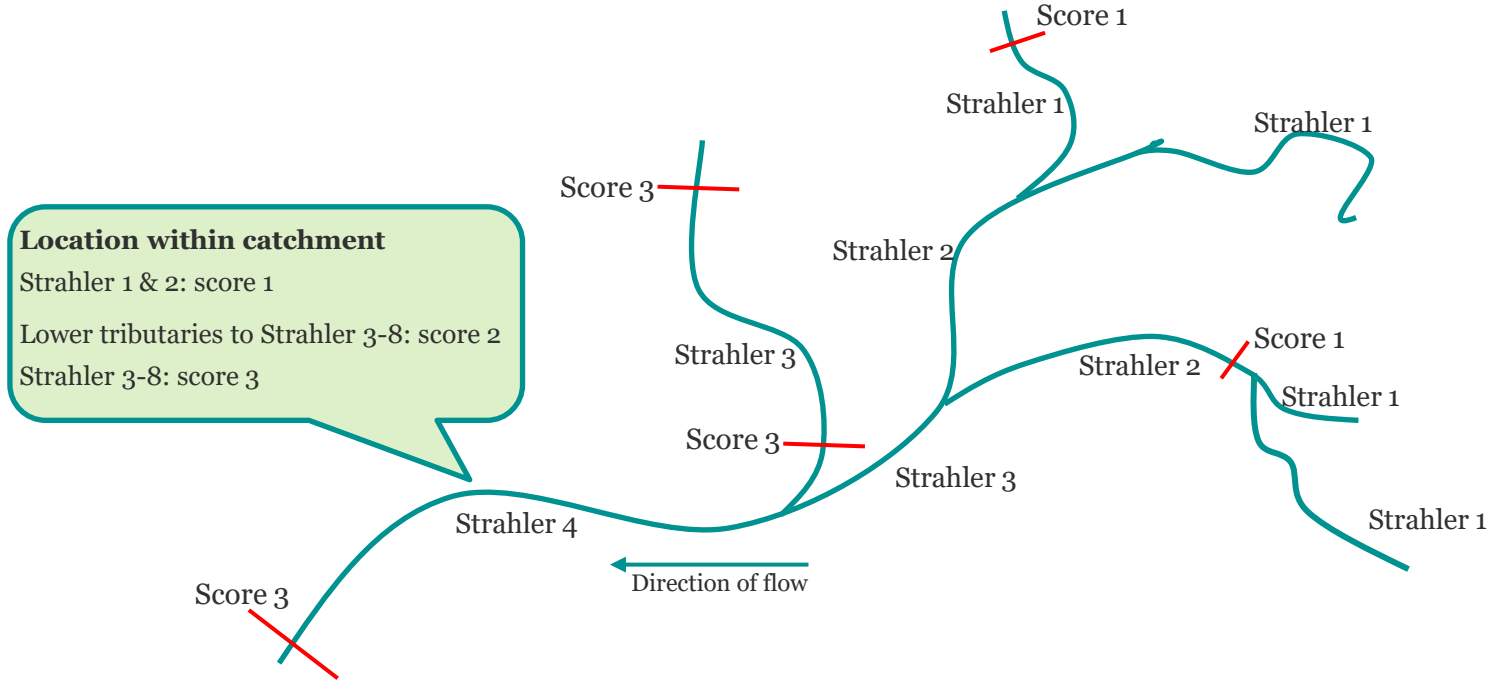 Score 1
Strahler 1
Strahler 1
Score 3
Strahler 2
Location within catchment
Strahler 1 & 2: score 1
Lower tributaries to Strahler 3-8: score 2
Strahler 3-8: score 3
Strahler 3
Score 1
Strahler 2
Strahler 1
Score 3
Strahler 3
Strahler 4
Strahler 1
Direction of flow
Score 3